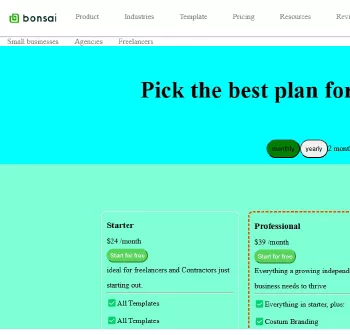 bonsai Product Industries Template Pricing Resources Revi
Small businesses Agencies Freelancers
Pick the best plan for
monthly yearly 2 mont
Starter
$24 /month
Start for free
ideal for freelancers and Contractors just
starting out.
All Templates
All Templates
Professional
$39 /month
Start for free
Everything a growing independ
business needs to thrive
Everything in starter, plus:
Costum Branding